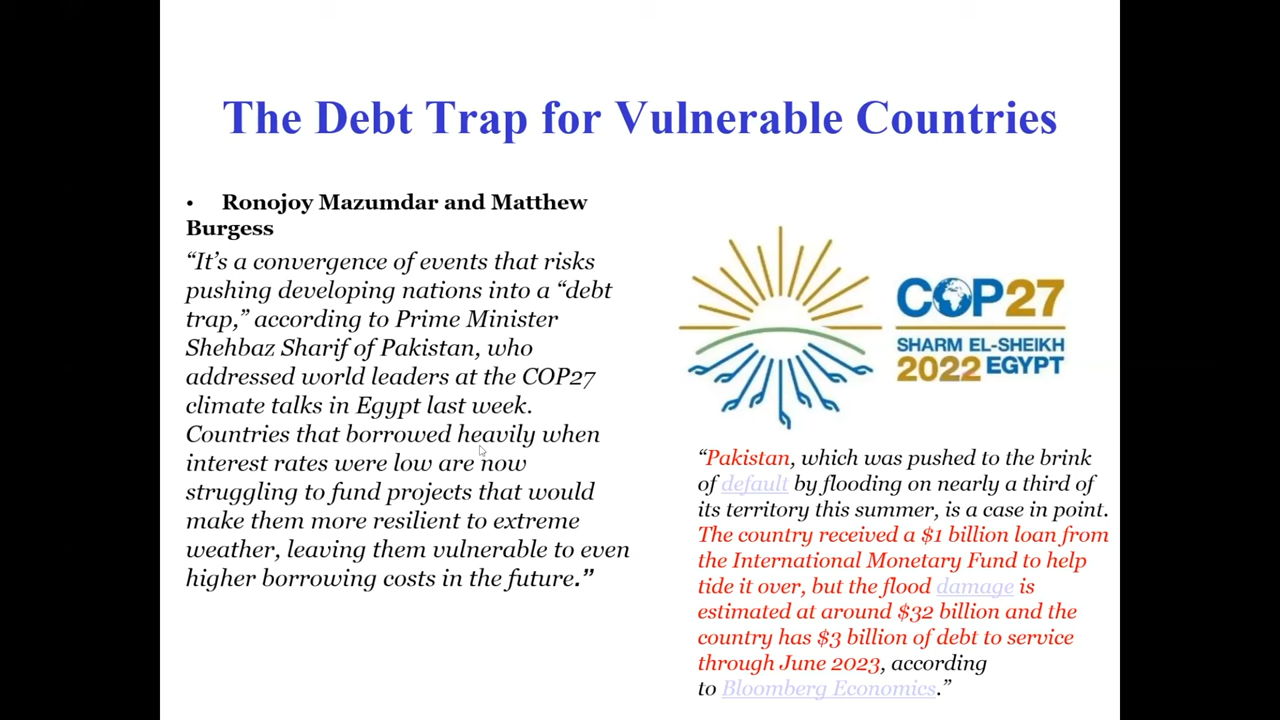 The Debt Trap for Vulnerable Countries
• Ronojoy Mazumdar and Matthew
Burgess
“It’s a convergence of events that risks
pushing developing nations into a “debt
trap,” according to Prime Minister
Shehbaz Sharif of Pakistan, who
addressed world leaders at the COP27
climate talks in Egypt last week.
Countries that borrowed heavily when
interest rates were low are now
struggling to fund projects that would
make them more resilient to extreme
weather, leaving them vulnerable to even
higher borrowing costs in the future.”
COP27
SHARM EL-SHEIKH
2022 EGYPT
“Pakistan, which was pushed to the brink
of default by flooding on nearly a third of
its territory this summer, is a case in point.
The country received a $1 billion loan from
the International Monetary Fund to help
tide it over, but the flood damage is
estimated at around $32 billion and the
country has $3 billion of debt to service
through June 2023, according
to Bloomberg Economics.”